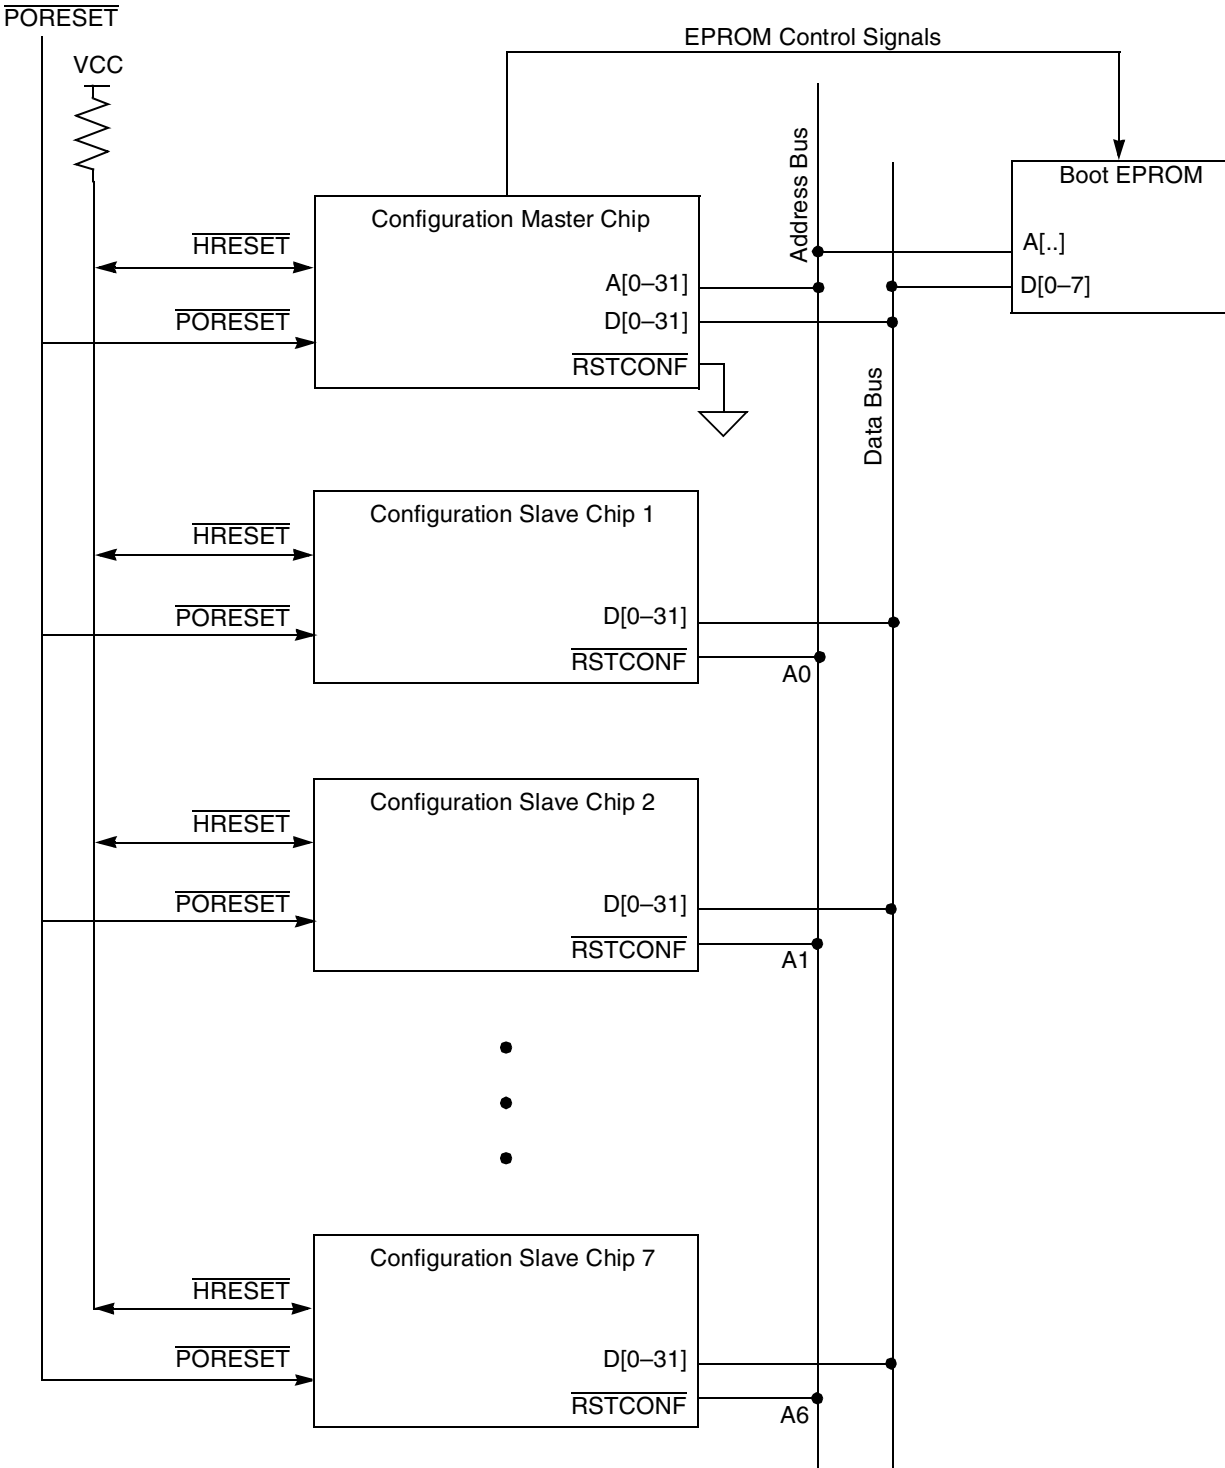 PORESET
VCC
EPROM Control Signals
Address Bus
Data Bus
Boot EPROM
A[..]
D[0–7]
Configuration Master Chip
HRESET
PORESET
A[0–31]
D[0–31]
RSTCONF
Configuration Slave Chip 1
HRESET
PORESET
D[0–31]
RSTCONF
A0
Configuration Slave Chip 2
HRESET
PORESET
D[0–31]
RSTCONF
A1
Configuration Slave Chip 7
HRESET
PORESET
D[0–31]
RSTCONF
A6